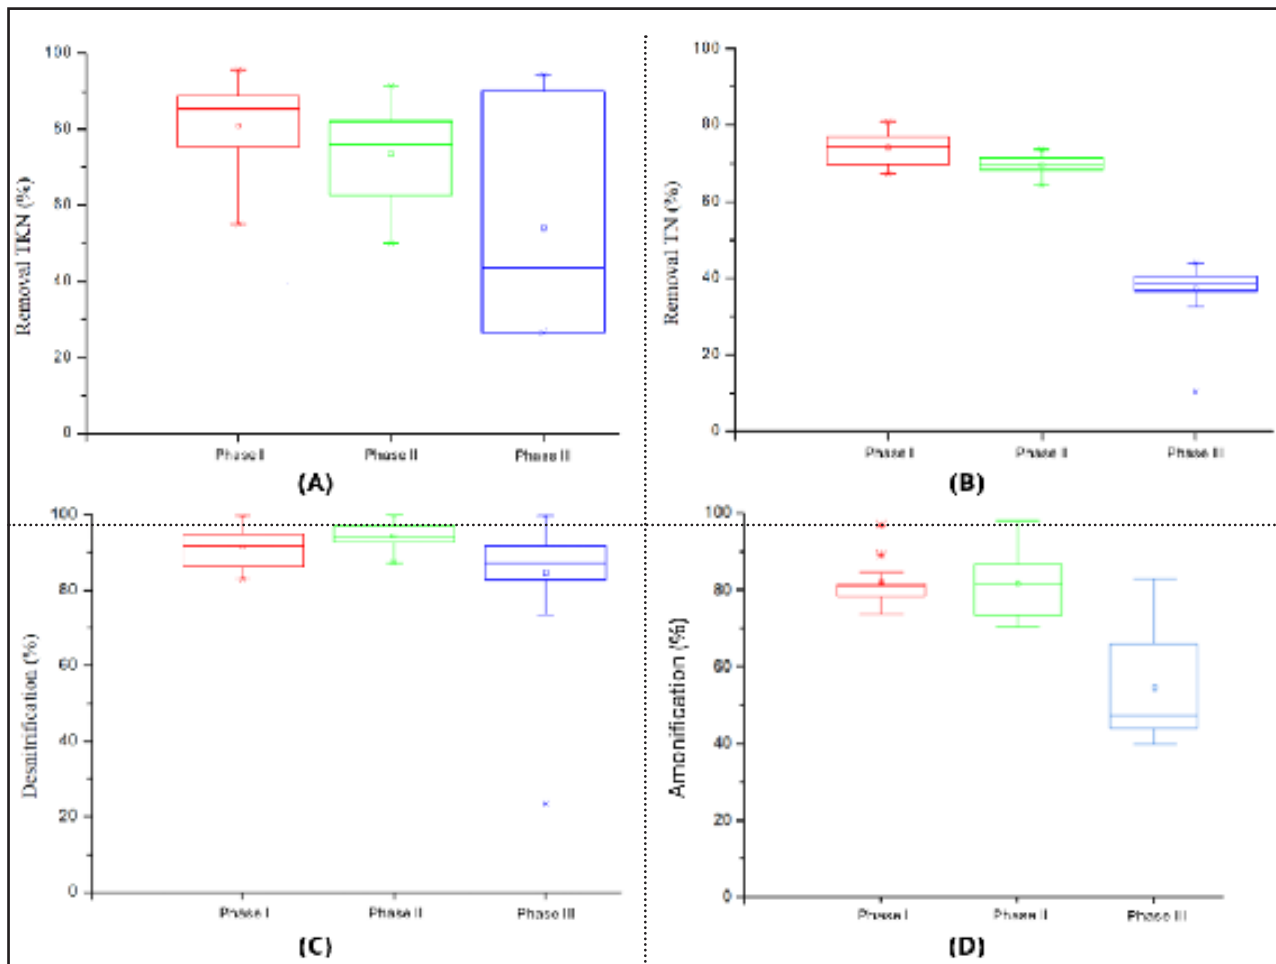 Removal TKN (%)
100
80
60
40
20
0
Phase I
Phase II
Phase III
(A)
Removal TN (%)
100
80
60
40
20
0
Phase I
Phase II
Phase III
(B)
Desnitrification (%)
100
80
60
40
20
0
Phase I
Phase II
Phase III
(C)
Amonification (%)
100
80
60
40
20
0
Phase I
Phase II
Phase III
(D)